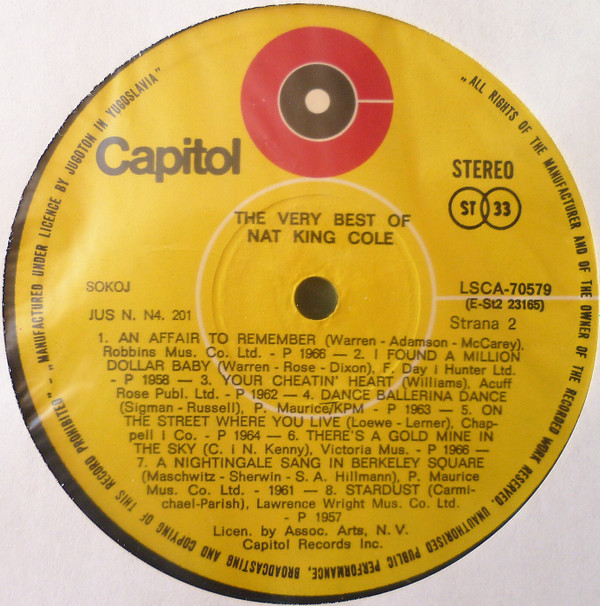 Capitol
STEREO
ST 33
THE VERY BEST OF
NAT KING COLE
SOKOJ
LSCA-70579
(E-St2 23165)
JUS N. N4. 201
Strana 2
1. AN AFFAIR TO REMEMBER (Warren - Adamson - McCarey),
Robbins Mus. Co. Ltd. - P 1966 — 2. I FOUND A MILLION
DOLLAR BABY (Warren - Rose - Dixon), F. Day i Hunter Ltd.
- P 1958 — 3. YOUR CHEATIN' HEART (Williams), Acuff
Rose Publ. Ltd. - P 1962 — 4. DANCE BALLERINA DANCE
(Sigman - Russell), P. Maurice/KPM - P 1963 — 5. ON
THE STREET WHERE YOU LIVE (Loewe - Lerner), Chap-
pell i Co. - P 1964 — 6. THERE'S A GOLD MINE IN
THE SKY (C. i N. Kenny), Victoria Mus. - P 1966 —
7. A NIGHTINGALE SANG IN BERKELEY SQUARE
(Maschwitz - Sherwin - S. A. Hillmann), P. Maurice
Mus. Co. Ltd. - 1961 — 8. STARDUST (Carmi-
chael-Parish), Lawrence Wright Mus. Co. Ltd.
- P 1957
Licen. by Assoc. Arts, N. V.
Capitol Records Inc.
„MANUFACTURED UNDER LICENCE BY JUGOTON IN YUGOSLAVIA"
„ALL RIGHTS OF THE MANUFACTURER AND OF THE OWNER OF THE RECORDED WORK RESERVED. UNAUTHORISED PUBLIC PERFORMANCE, BROADCASTING AND COPYING OF THIS RECORD PROHIBITED"